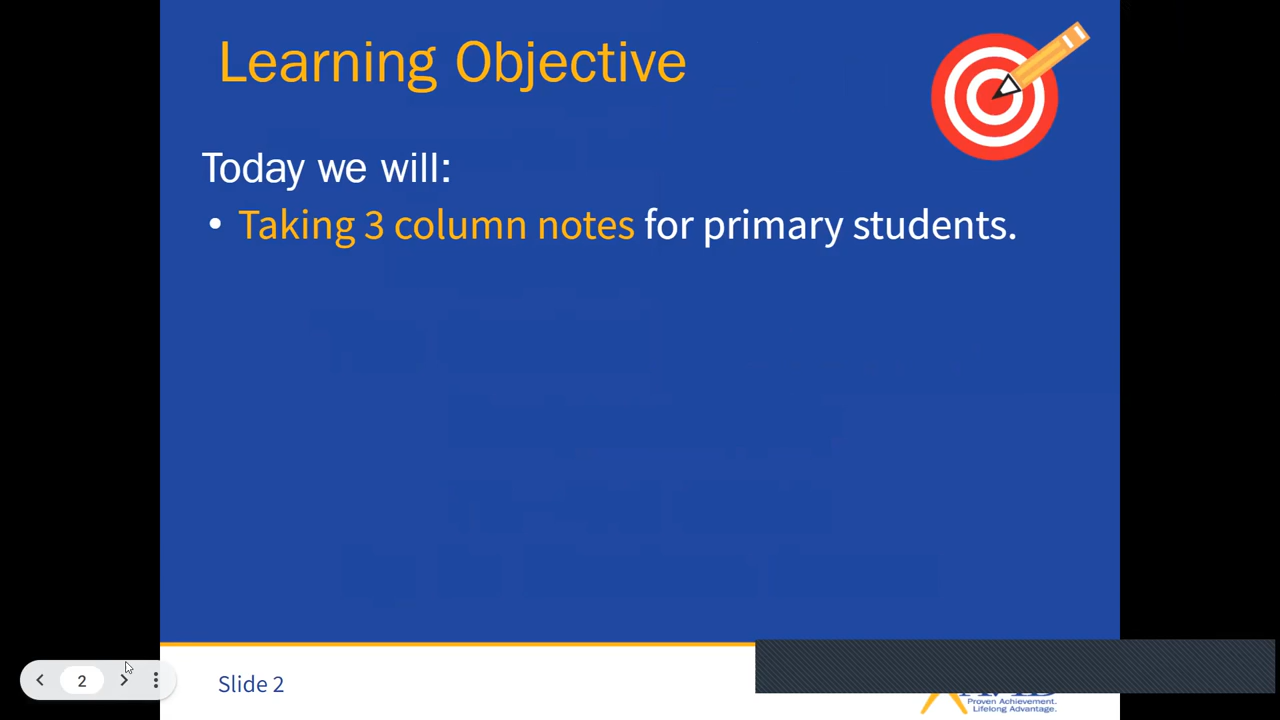 Learning Objective
Today we will:
• Taking 3 column notes for primary students.
2
Slide 2
Proven Achievement.
Lifelong Advantage.